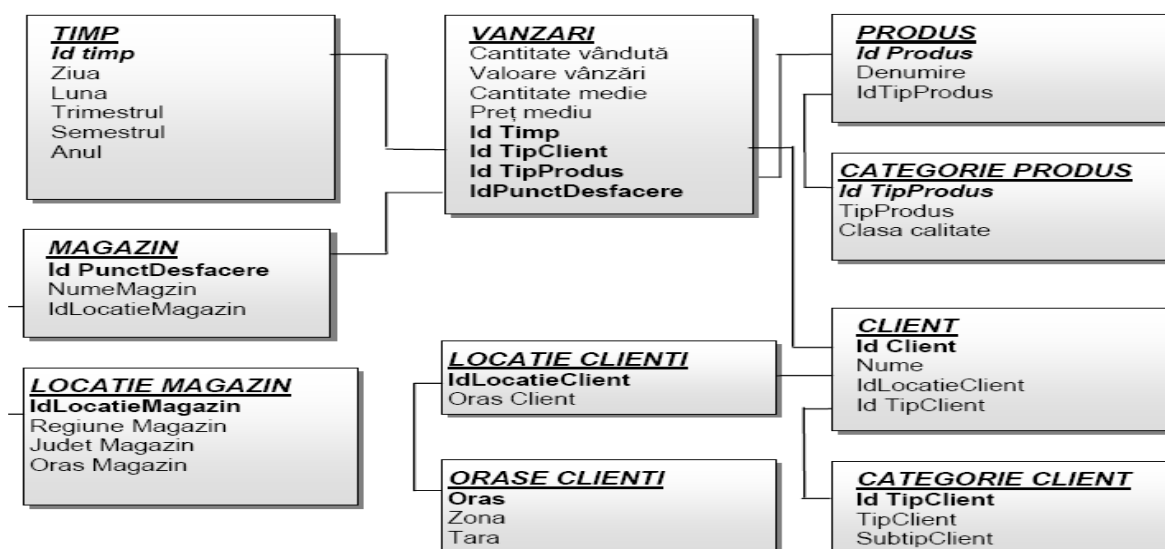 TIMP
Id timp
Ziua
Luna
Trimestrul
Semestrul
Anul
VANZARI
Cantitate vândută
Valoare vânzări
Cantitate medie
Preț mediu
Id Timp
Id TipClient
Id TipProdus
IdPunctDesfacere
PRODUS
Id Produs
Denumire
IdTipProdus
CATEGORIE PRODUS
Id TipProdus
TipProdus
Clasa calitate
MAGAZIN
Id PunctDesfacere
NumeMagzin
IdLocatieMagazin
LOCATIE MAGAZIN
IdLocatieMagazin
Regiune Magazin
Judet Magazin
Oras Magazin
LOCATIE CLIENTI
IdLocatieClient
Oras Client
ORASE CLIENTI
Oras
Zona
Tara
CLIENT
Id Client
Nume
IdLocatieClient
Id TipClient
CATEGORIE CLIENT
Id TipClient
TipClient
SubtipClient